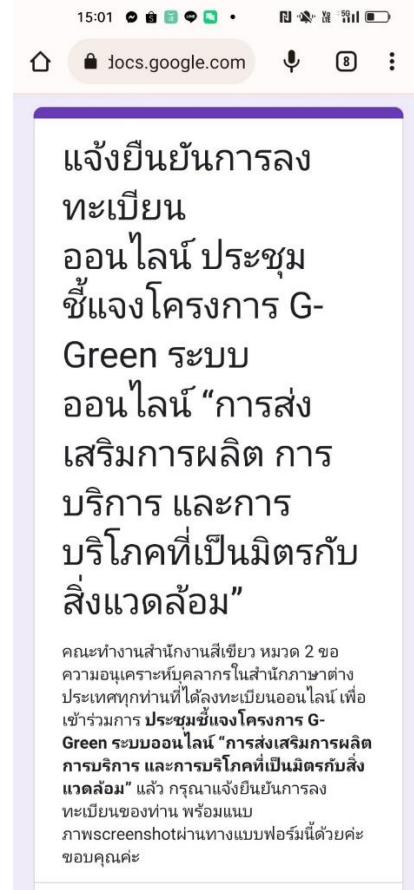 15:01
5G
docs.google.com
8
แจ้งยืนยันการลง
ทะเบียน
ออนไลน์ ประชุม
ชี้แจงโครงการ G-
Green ระบบ
ออนไลน์ “การส่ง
เสริมการผลิต การ
บริการ และการ
บริโภคที่เป็นมิตรกับ
สิ่งแวดล้อม”
คณะทำงานสำนักงานสีเขียว หมวด 2 ขอ
ความอนุเคราะห์บุคลากรในสำนักภาษาต่าง
ประเทศทุกท่านที่ได้ลงทะเบียนออนไลน์ เพื่อ
เข้าร่วมการ ประชุมชี้แจงโครงการ G-
Green ระบบออนไลน์ “การส่งเสริมการผลิต
การบริการ และการบริโภคที่เป็นมิตรกับสิ่ง
แวดล้อม” แล้ว กรุณาแจ้งยืนยันการลง
ทะเบียนของท่าน พร้อมแนบ
ภาพscreenshotผ่านทางแบบฟอร์มนี้ด้วยค่ะ
ขอบคุณค่ะ